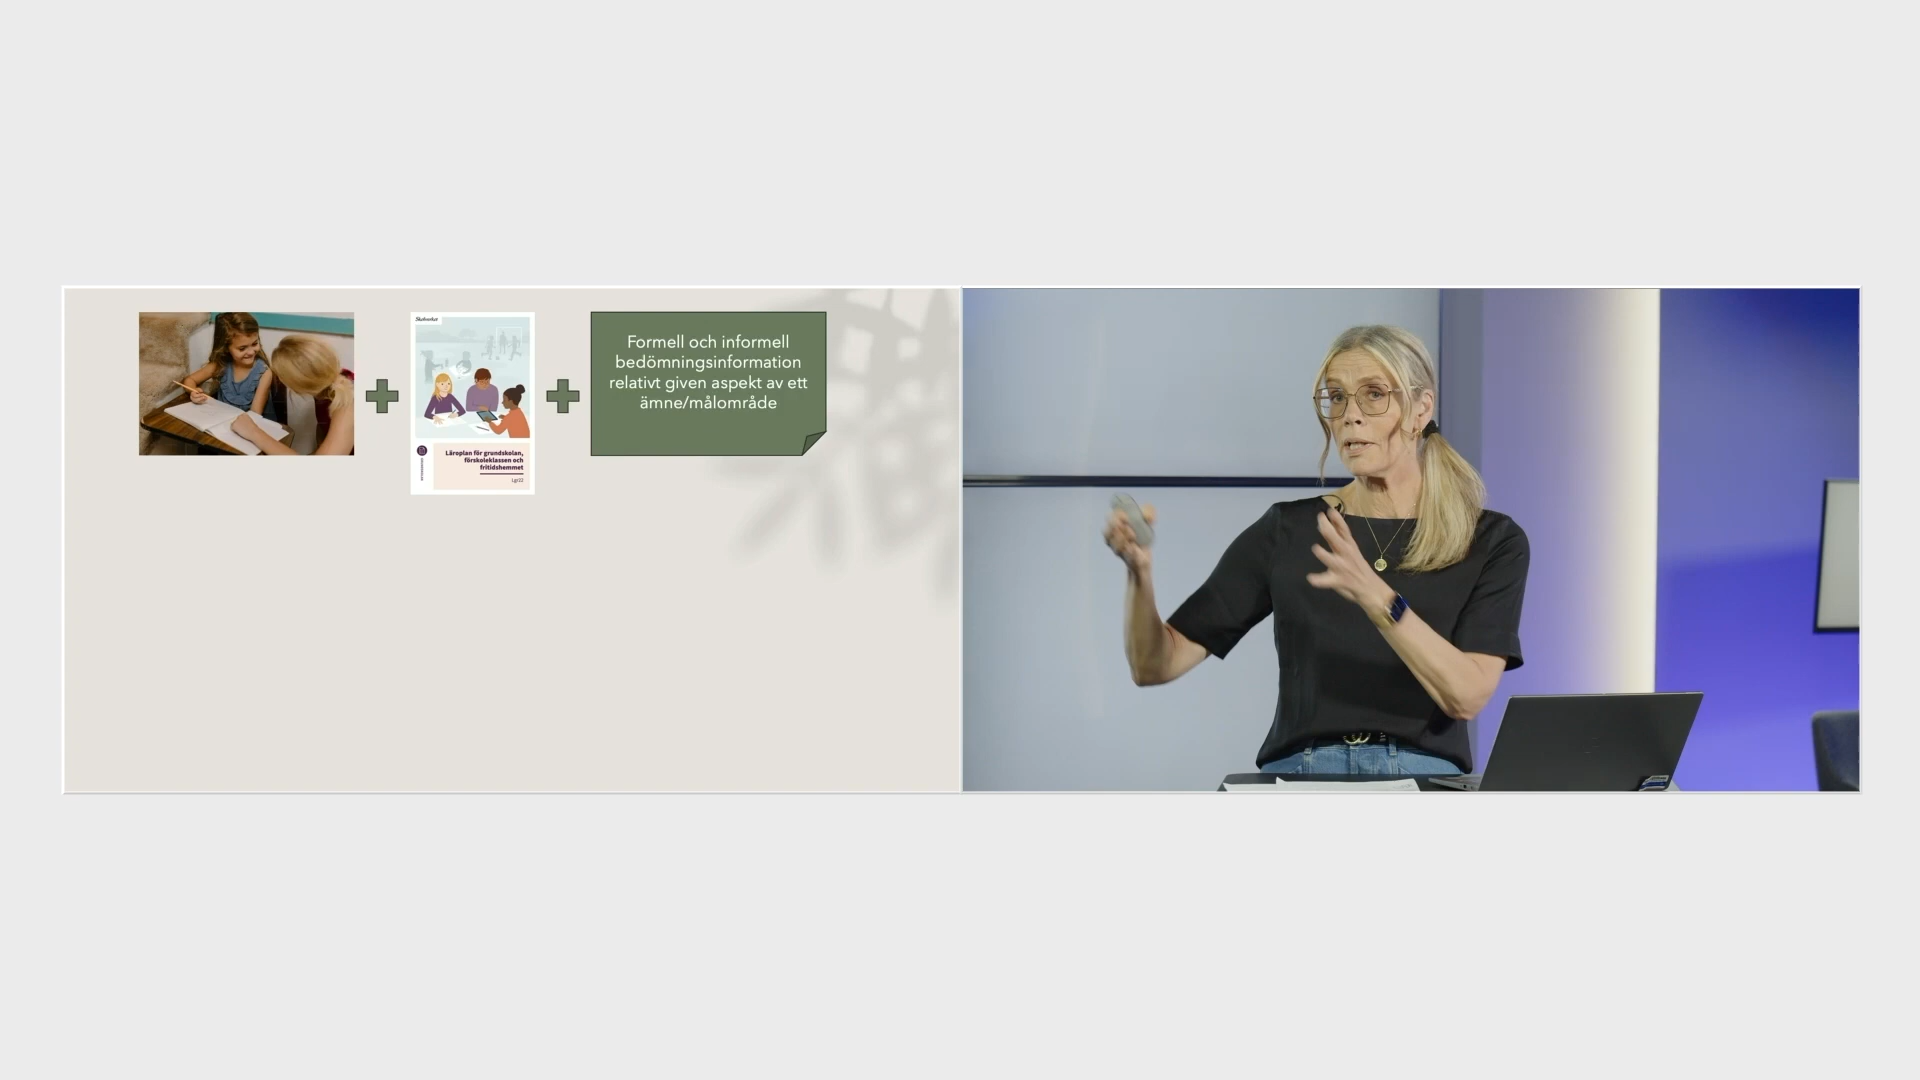 Skolverket
Formell och informell
bedömningsinformation
relativt given aspekt av ett
ämne/målområde
Läroplan för grundskolan,
förskoleklassen och
fritidshemmet
Lgr22